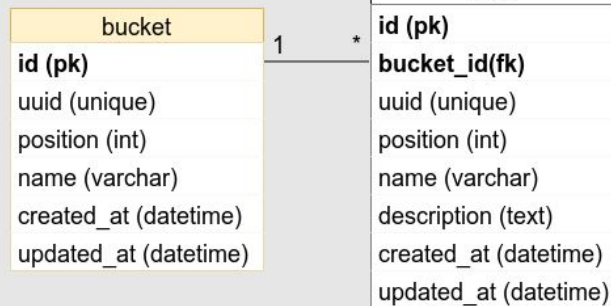 bucket
id (pk)
uuid (unique)
position (int)
name (varchar)
created_at (datetime)
updated_at (datetime)
1
*
id (pk)
bucket_id(fk)
uuid (unique)
position (int)
name (varchar)
description (text)
created_at (datetime)
updated_at (datetime)